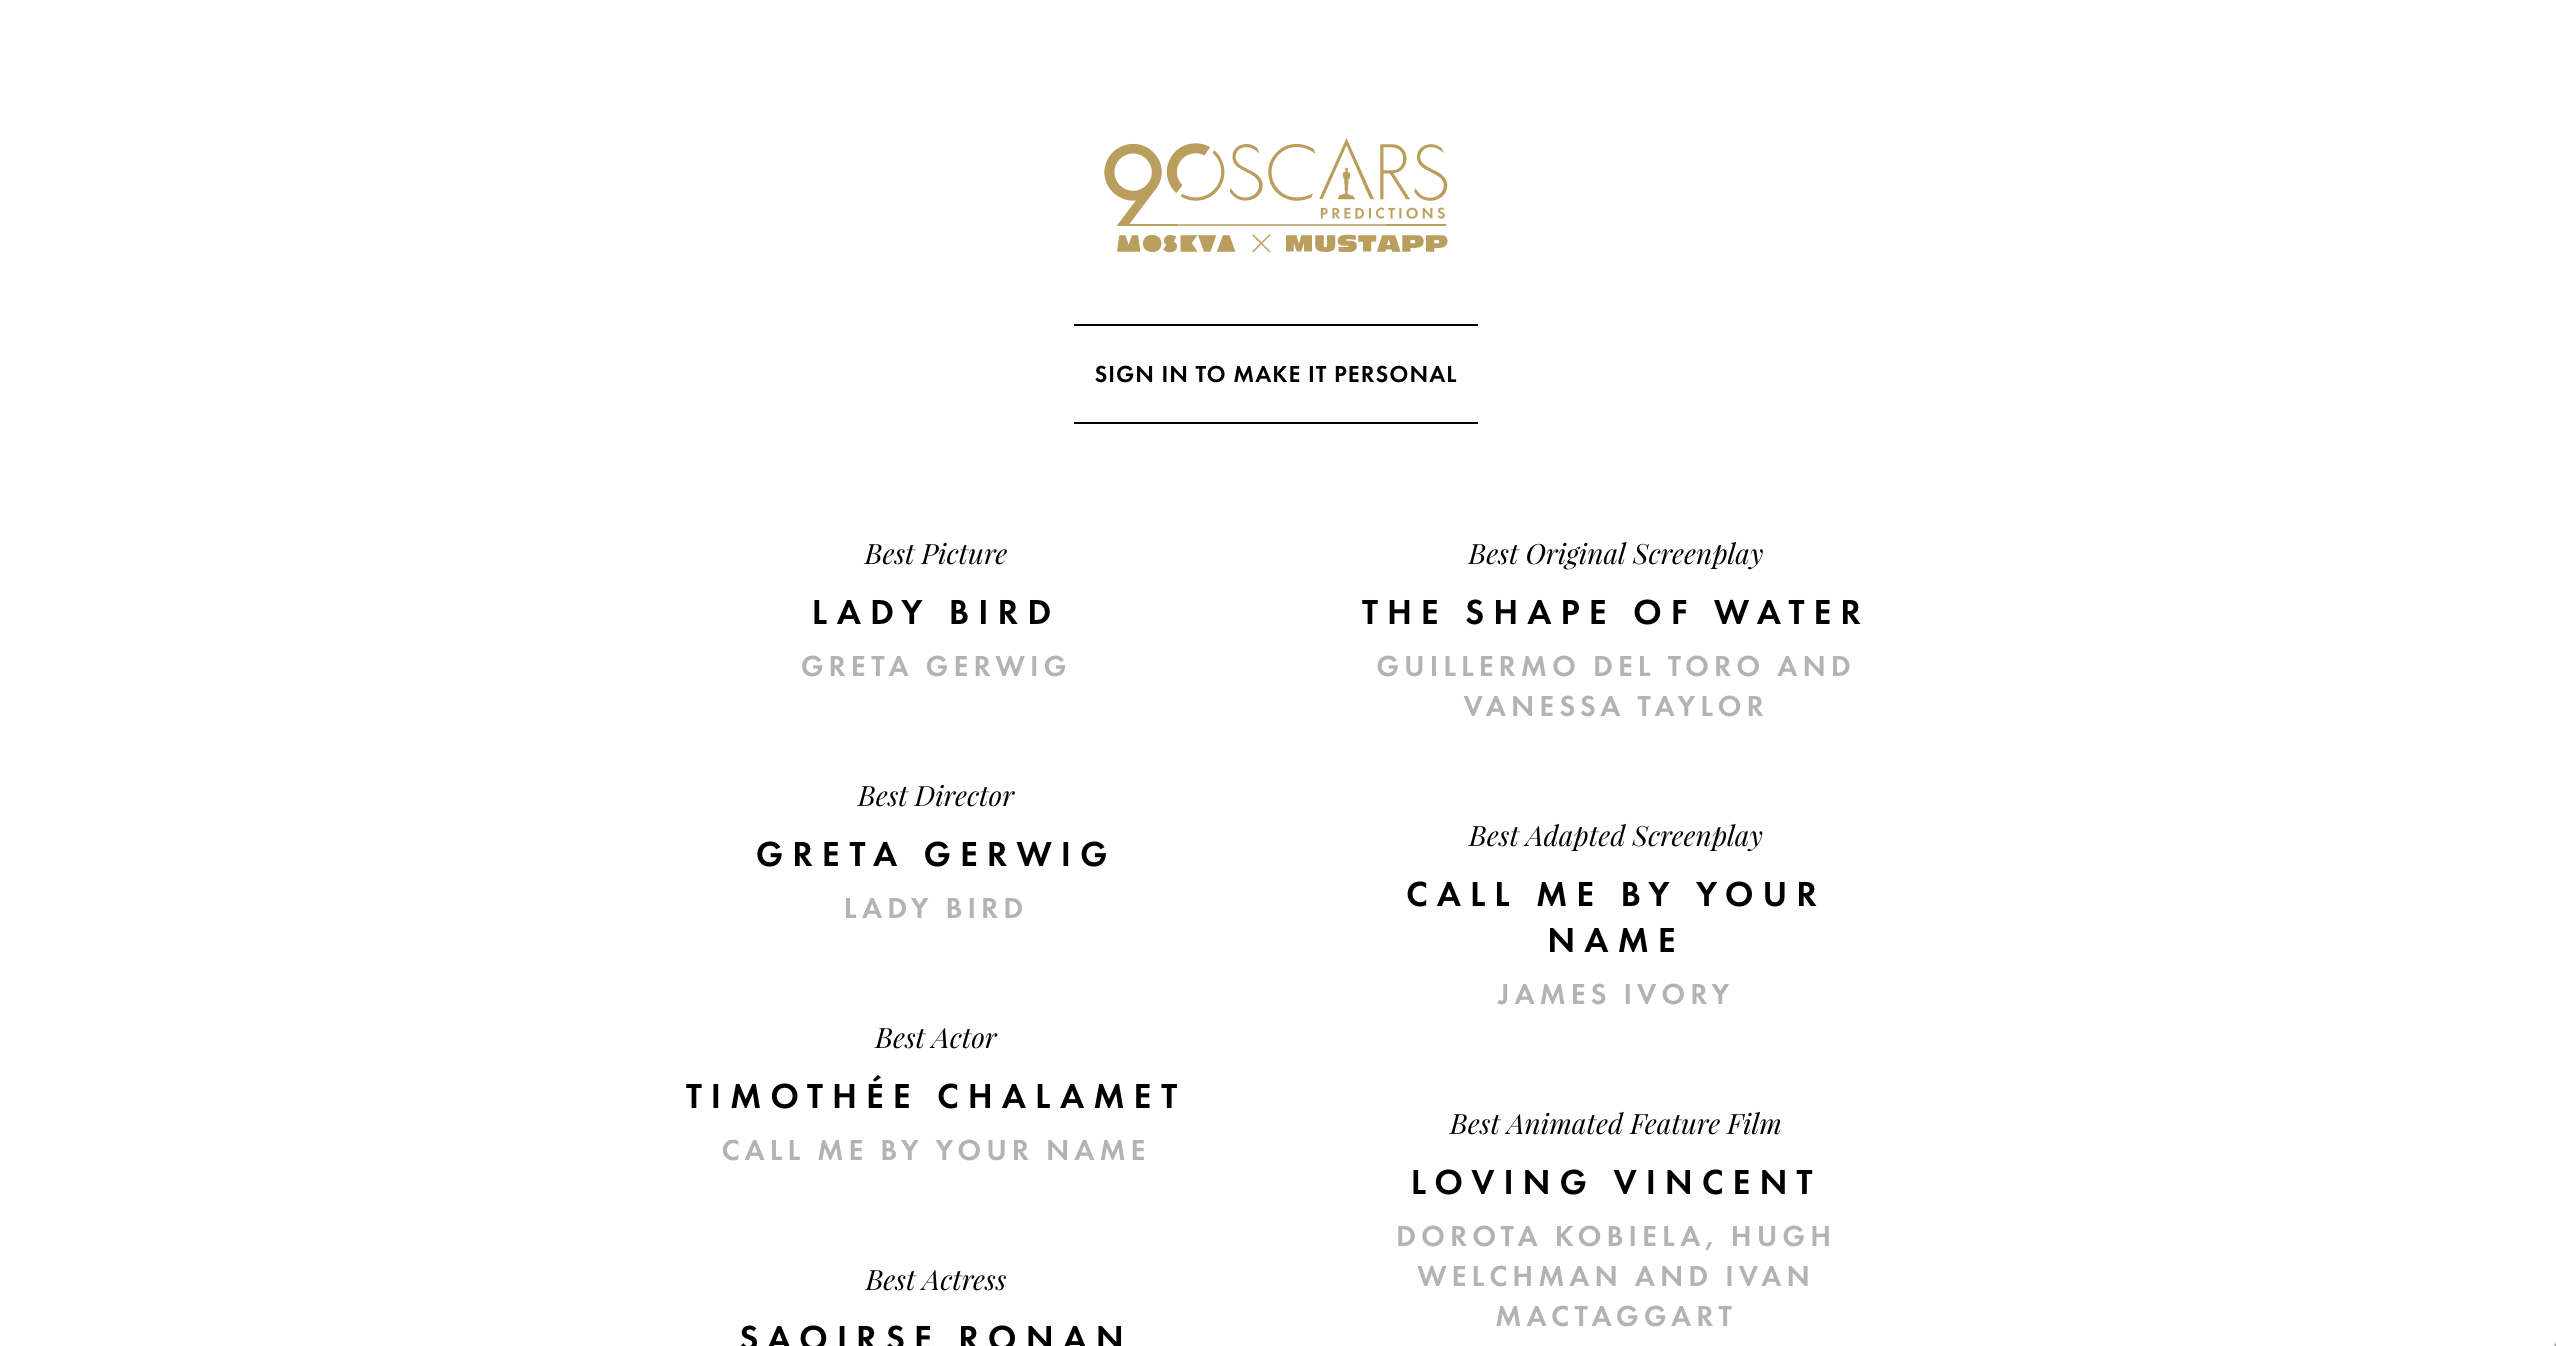 90SCARS
PREDICTIONS
MOSKVA × MUSTAPP
SIGN IN TO MAKE IT PERSONAL
Best Picture
LADY BIRD
GRETA GERWIG
Best Director
GRETA GERWIG
LADY BIRD
Best Actor
TIMOTHÉE CHALAMET
CALL ME BY YOUR NAME
Best Actress
SAOIRSE RONAN
Best Original Screenplay
THE SHAPE OF WATER
GUILLERMO DEL TORO AND
VANESSA TAYLOR
Best Adapted Screenplay
CALL ME BY YOUR
NAME
JAMES IVORY
Best Animated Feature Film
LOVING VINCENT
DOROTA KOBIELA, HUGH
WELCHMAN AND IVAN
MACTAGGART